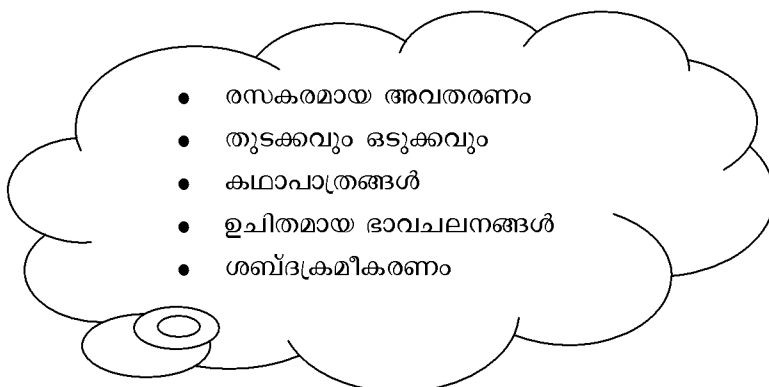 • രസകരമായ അവതരണം
• തുടക്കവും ഒടുക്കവും
• കഥാപാത്രങ്ങൾ
• ഉചിതമായ ഭാവചലനങ്ങൾ
• ശബ്ദക്രമീകരണം